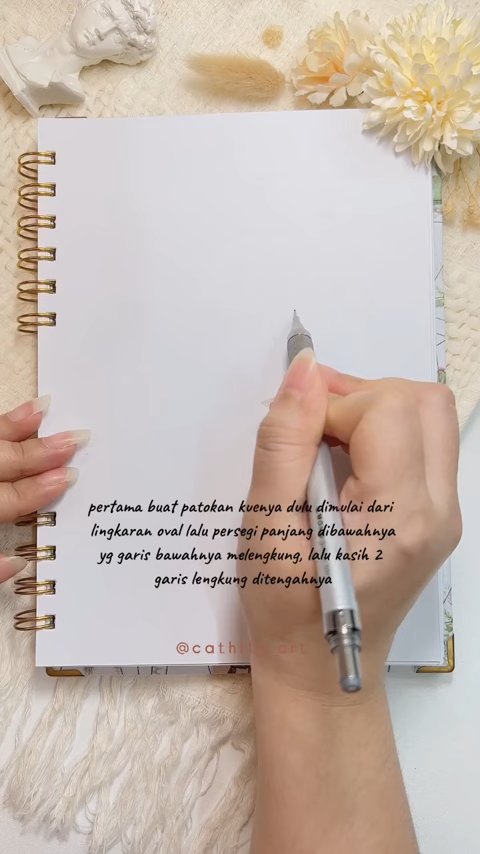 pertama buat patokan kuenya dulu dimulai dari
lingkaran oval lalu persegi panjang dibawahnya
yg garis bawahnya melengkung, lalu kasih 2
garis lengkung ditengahnya